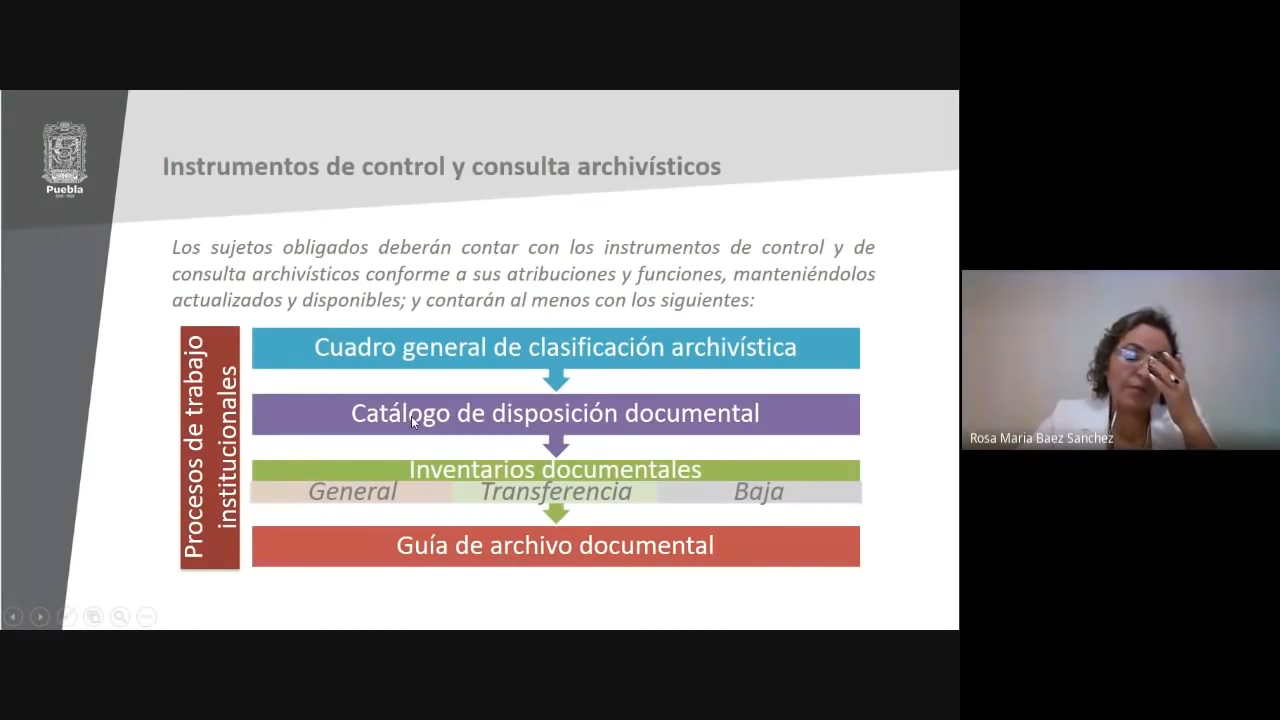 Puebla
Instrumentos de control y consulta archivísticos
Los sujetos obligados deberán contar con los instrumentos de control y de
consulta archivísticos conforme a sus atribuciones y funciones, manteniéndolos
actualizados y disponibles; y contarán al menos con los siguientes:
Procesos de trabajo
institucionales
Cuadro general de clasificación archivística
Catálogo de disposición documental
Inventarios documentales
General Transferencia Baja
Guía de archivo documental
Rosa Maria Baez Sanchez